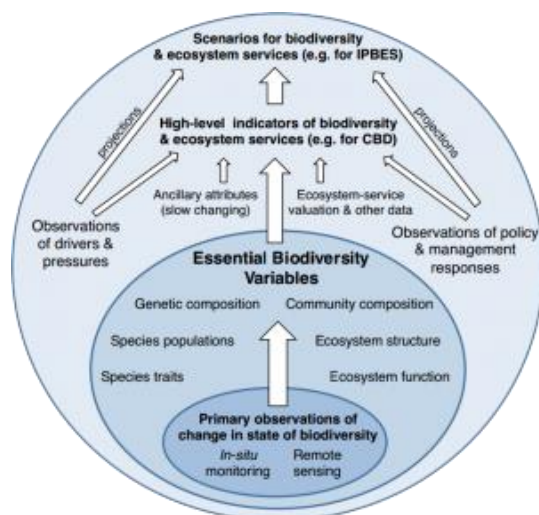 Scenarios for biodiversity
& ecosystem services (e.g. for IPBES)
projections
projections
High-level indicators of biodiversity
& ecosystem services (e.g. for CBD)
Ancillary attributes
(slow changing)
Ecosystem-service
valuation & other data
Observations
of drivers &
pressures
Observations of policy
& management
responses
Essential Biodiversity
Variables
Genetic composition
Community composition
Species populations
Ecosystem structure
Species traits
Ecosystem function
Primary observations of
change in state of biodiversity
In-situ
monitoring
Remote
sensing